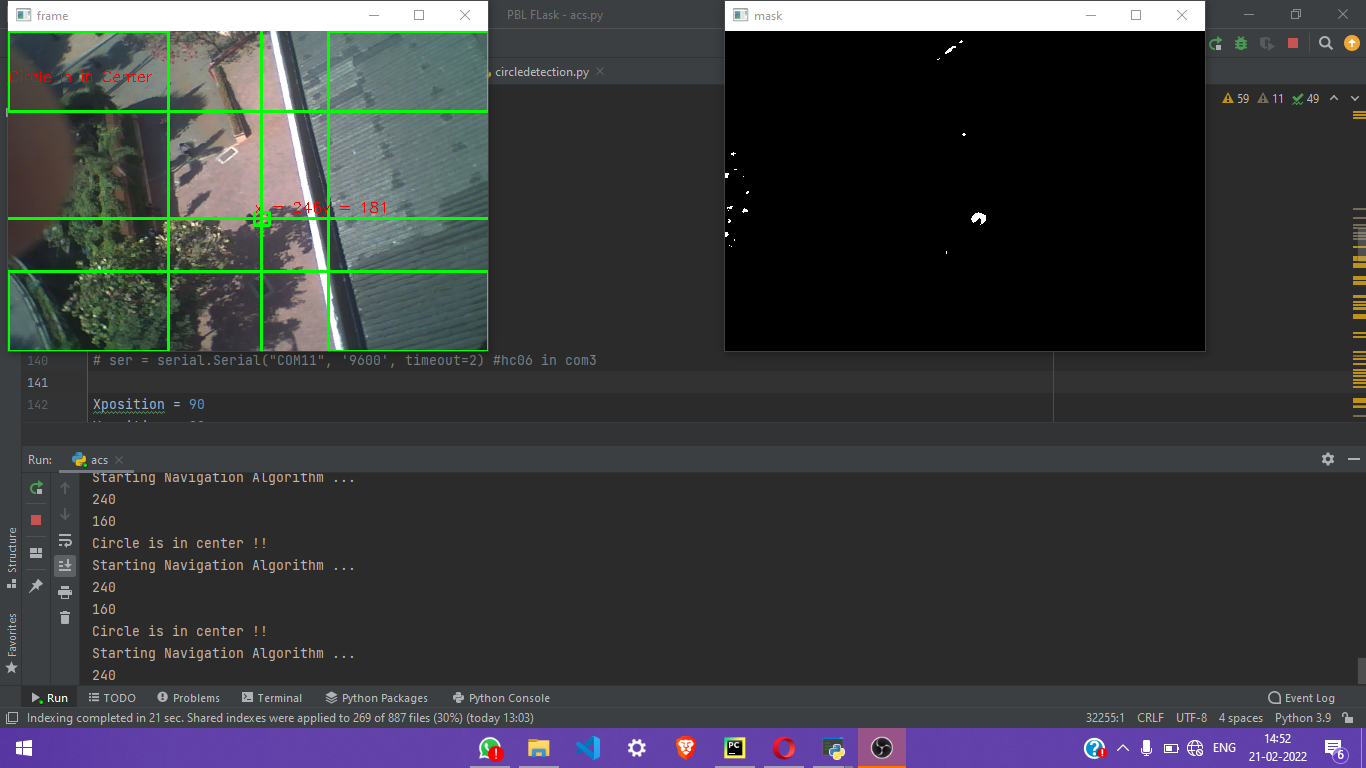 frame
PBL FLask - acs.py
mask
circledetection.py
59
11
49
Circle is in Center
x = 246Y = 181
140
# ser = serial.Serial("COM11", '9600', timeout=2) #hc06 in com3
141
142
Xposition = 90
Run:
acs
Starting Navigation Algorithm ...
240
160
Circle is in center !!
Starting Navigation Algorithm ...
240
160
Circle is in center !!
Starting Navigation Algorithm ...
240
Structure
Favorites
Run
TODO
Problems
Terminal
Python Packages
Python Console
Event Log
Indexing completed in 21 sec. Shared indexes were applied to 269 of 887 files (30%) (today 13:03)
32255:1
CRLF
UTF-8
4 spaces
Python 3.9
PC
ENG
14:52
21-02-2022
6